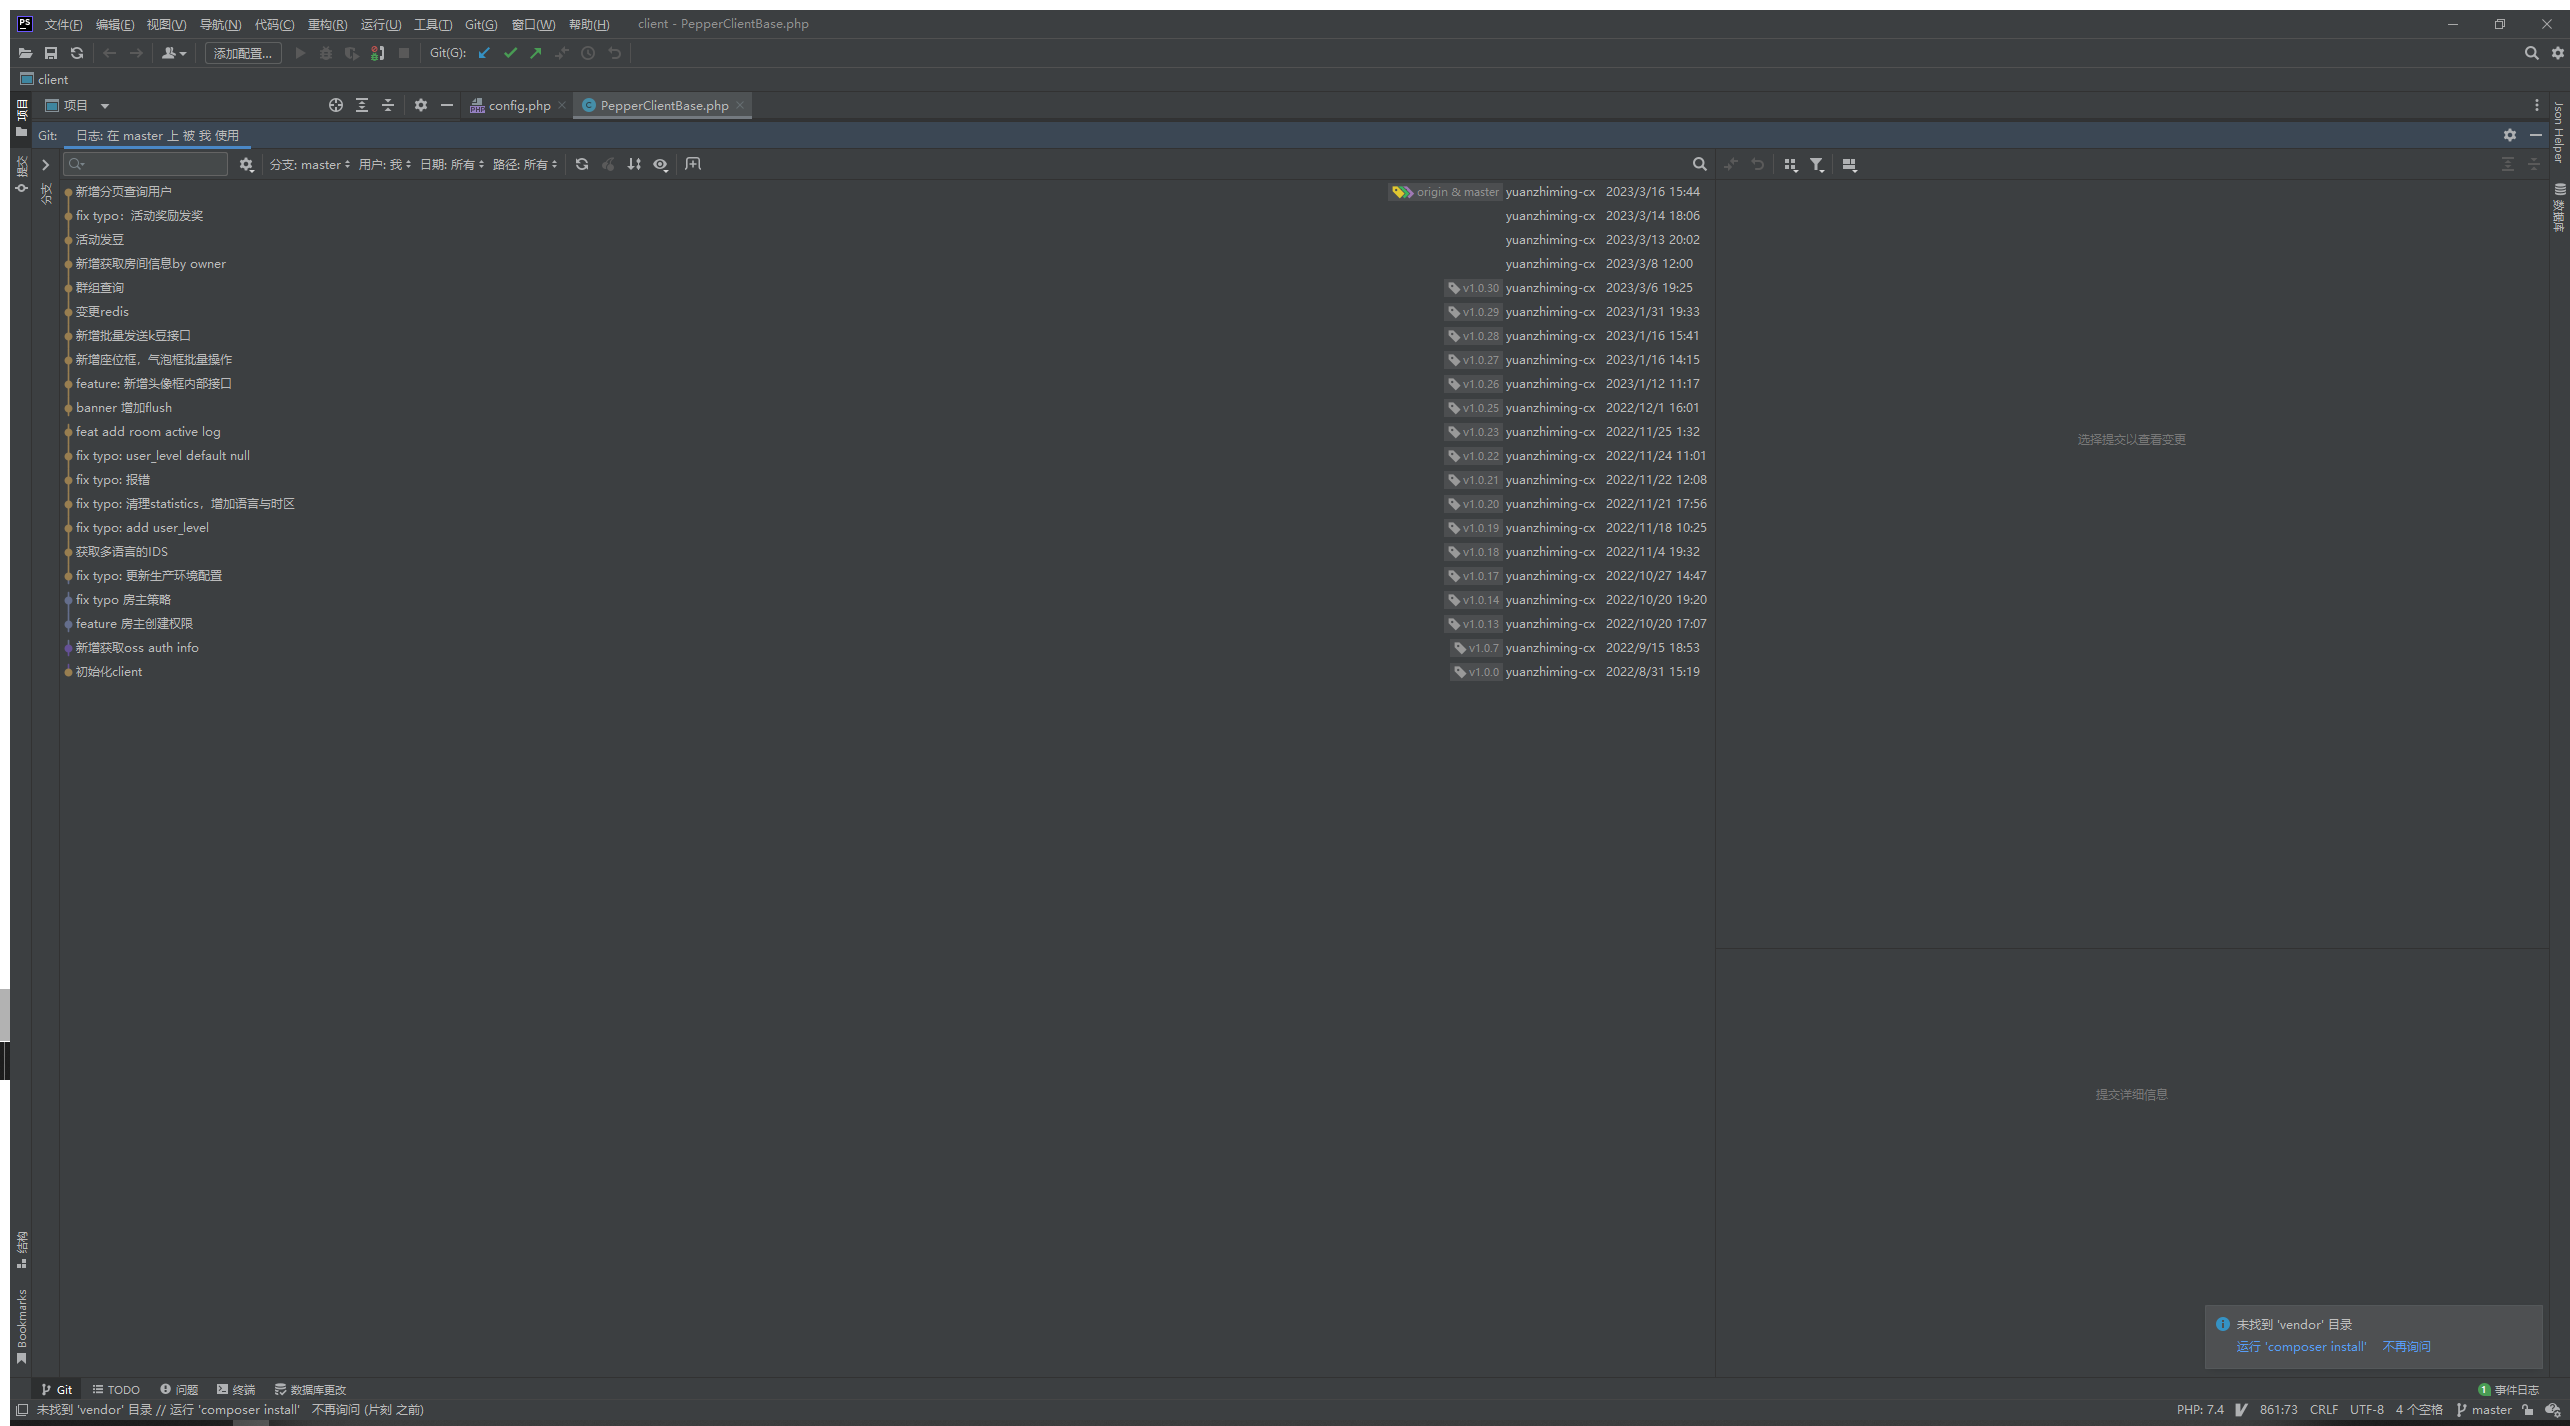 PS 文件(F) 编辑(E) 视图(V) 导航(N) 代码(C) 重构(R) 运行(U) 工具(T) Git(G) 窗口(W) 帮助(H) client - PepperClientBase.php
添加配置... Git(G):
client
项目 config.php PepperClientBase.php
Git: 日志: 在 master 上 被 我 使用
分支: master 用户: 我 日期: 所有 路径: 所有
新增分页查询用户 origin & master yuanzhiming-cx 2023/3/16 15:44
fix typo：活动奖励发奖 yuanzhiming-cx 2023/3/14 18:06
活动发豆 yuanzhiming-cx 2023/3/13 20:02
新增获取房间信息by owner yuanzhiming-cx 2023/3/8 12:00
群组查询 v1.0.30 yuanzhiming-cx 2023/3/6 19:25
变更redis v1.0.29 yuanzhiming-cx 2023/1/31 19:33
新增批量发送k豆接口 v1.0.28 yuanzhiming-cx 2023/1/16 15:41
新增座位框，气泡框批量操作 v1.0.27 yuanzhiming-cx 2023/1/16 14:15
feature: 新增头像框内部接口 v1.0.26 yuanzhiming-cx 2023/1/12 11:17
banner 增加flush v1.0.25 yuanzhiming-cx 2022/12/1 16:01
feat add room active log v1.0.23 yuanzhiming-cx 2022/11/25 1:32
fix typo: user_level default null v1.0.22 yuanzhiming-cx 2022/11/24 11:01
fix typo: 报错 v1.0.21 yuanzhiming-cx 2022/11/22 12:08
fix typo: 清理statistics，增加语言与时区 v1.0.20 yuanzhiming-cx 2022/11/21 17:56
fix typo: add user_level v1.0.19 yuanzhiming-cx 2022/11/18 10:25
获取多语言的IDS v1.0.18 yuanzhiming-cx 2022/11/4 19:32
fix typo: 更新生产环境配置 v1.0.17 yuanzhiming-cx 2022/10/27 14:47
fix typo 房主策略 v1.0.14 yuanzhiming-cx 2022/10/20 19:20
feature 房主创建权限 v1.0.13 yuanzhiming-cx 2022/10/20 17:07
新增获取oss auth info v1.0.7 yuanzhiming-cx 2022/9/15 18:53
初始化client v1.0.0 yuanzhiming-cx 2022/8/31 15:19
选择提交以查看变更
提交详细信息
项目
提交
分支
结构
Bookmarks
Json Helper
数据库
未找到 'vendor' 目录
运行 'composer install' 不再询问
Git TODO 问题 终端 数据库更改 1 事件日志
未找到 'vendor' 目录 // 运行 'composer install' 不再询问 (片刻 之前) PHP: 7.4 861:73 CRLF UTF-8 4 个空格 master